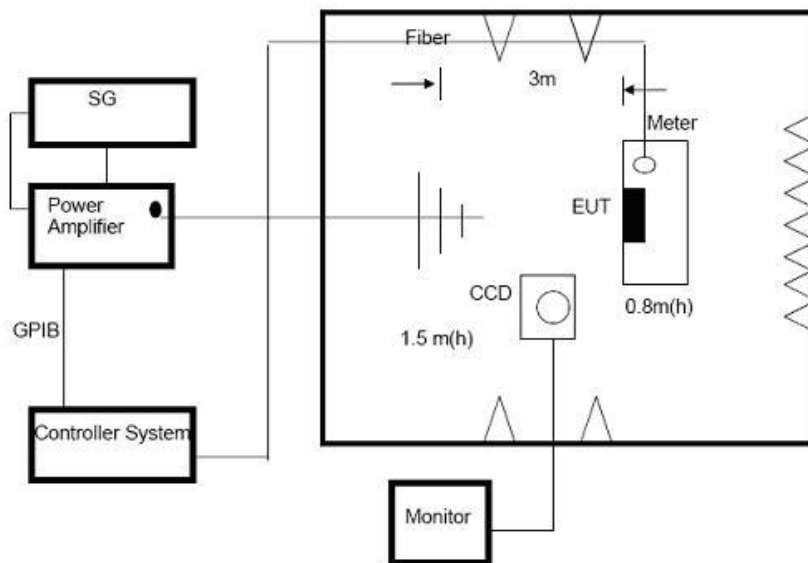 Fiber
3m
SG
Meter
Power
Amplifier
EUT
CCD
0.8m(h)
1.5 m(h)
GPIB
Controller System
Monitor